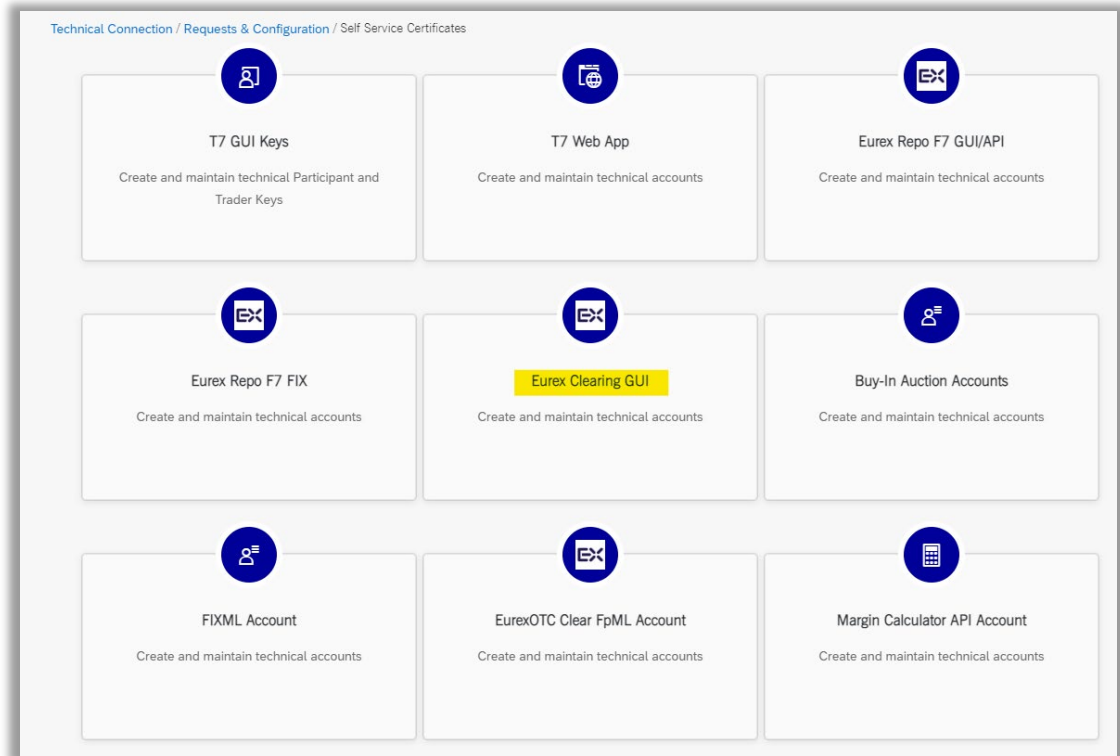 Technical Connection / Requests & Configuration / Self Service Certificates
T7 GUI Keys
Create and maintain technical Participant and
Trader Keys
T7 Web App
Create and maintain technical accounts
EX
Eurex Repo F7 GUI/API
Create and maintain technical accounts
EX
Eurex Repo F7 FIX
Create and maintain technical accounts
EX
Eurex Clearing GUI
Create and maintain technical accounts
Buy-In Auction Accounts
Create and maintain technical accounts
FIXML Account
Create and maintain technical accounts
EX
EurexOTC Clear FpML Account
Create and maintain technical accounts
Margin Calculator API Account
Create and maintain technical accounts